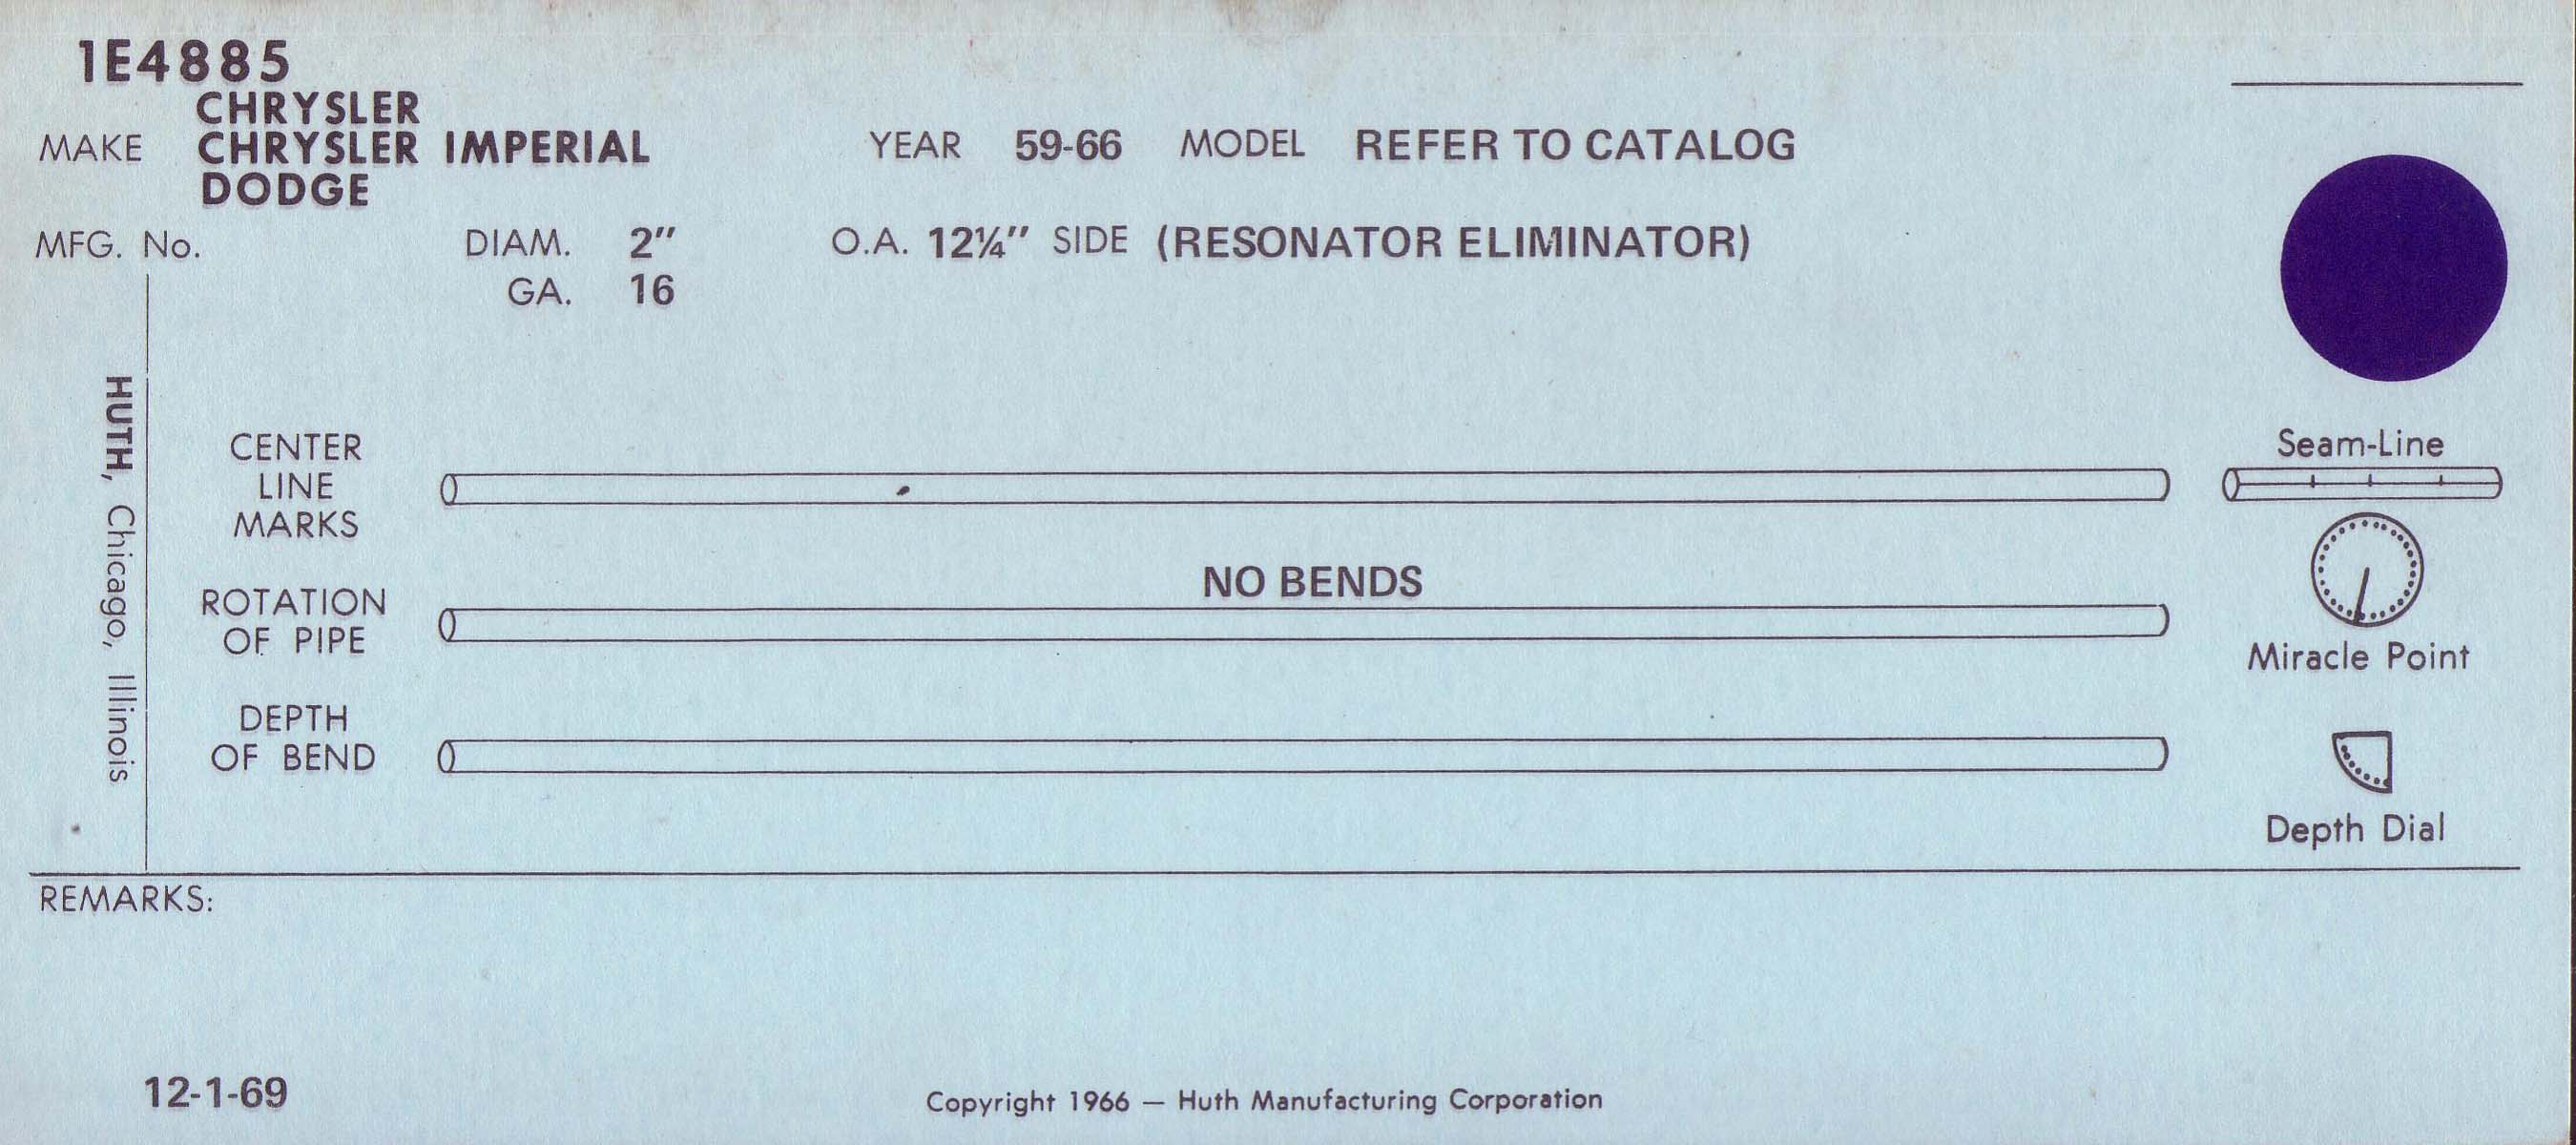 1E4885
CHRYSLER
MAKE CHRYSLER IMPERIAL YEAR 59-66 MODEL REFER TO CATALOG
DODGE
MFG. No. DIAM. 2" O.A. 12¼" SIDE (RESONATOR ELIMINATOR)
GA. 16
HUTH, Chicago, Illinois
CENTER
LINE
MARKS
Seam-Line
NO BENDS
ROTATION
OF PIPE
Miracle Point
DEPTH
OF BEND
Depth Dial
REMARKS:
12-1-69
Copyright 1966 — Huth Manufacturing Corporation